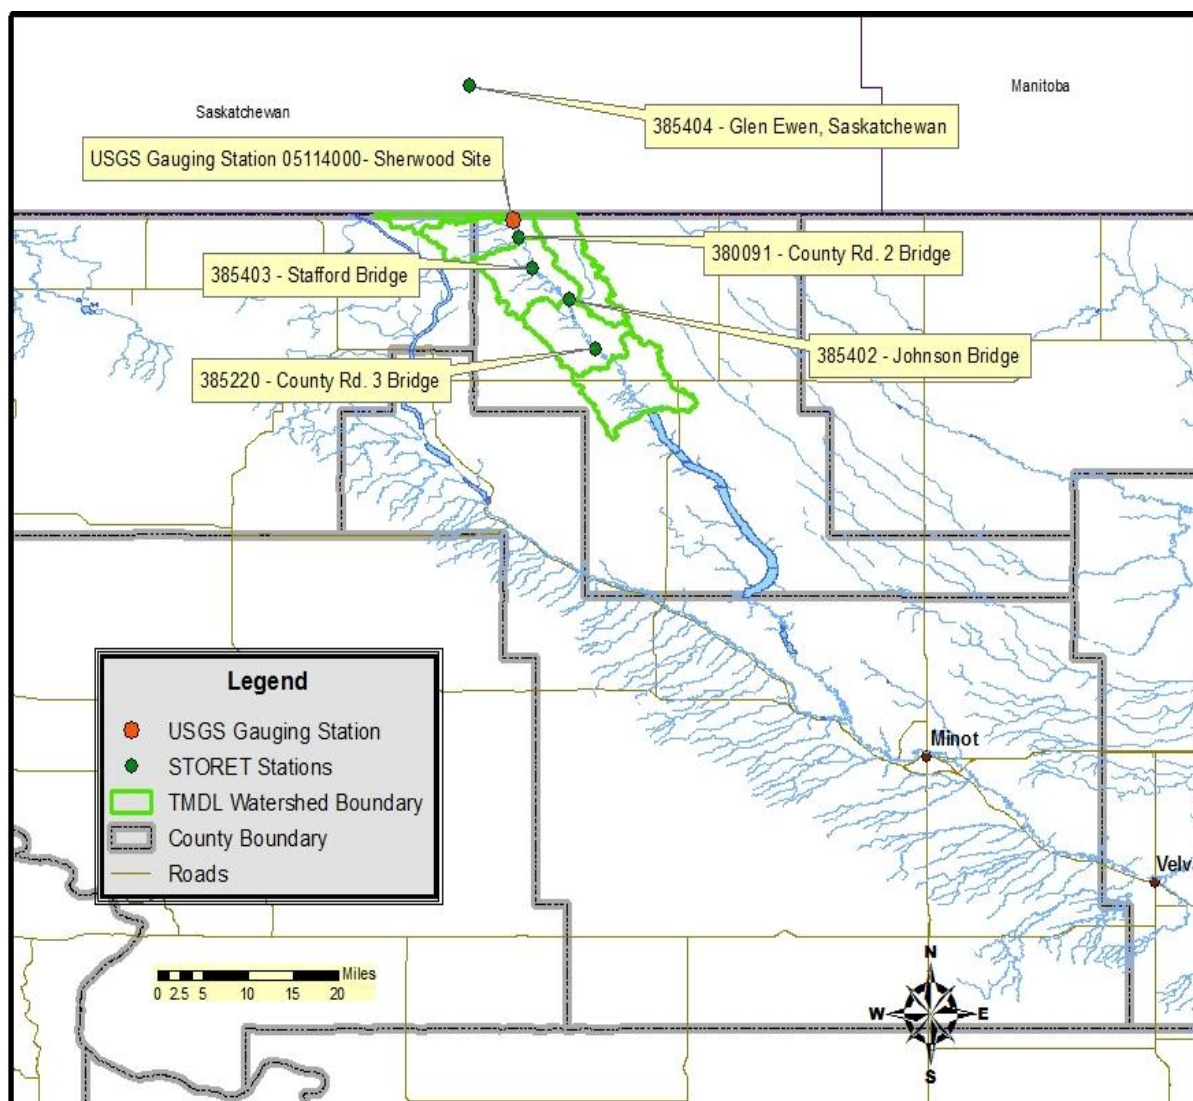 Manitoba
Saskatchewan
385404 - Glen Ewen, Saskatchewan
USGS Gauging Station 05114000- Sherwood Site
380091 - County Rd. 2 Bridge
385403 - Stafford Bridge
385402 - Johnson Bridge
385220 - County Rd. 3 Bridge
Legend
USGS Gauging Station
STORET Stations
TMDL Watershed Boundary
County Boundary
Roads
Minot
Velv
Miles
0 2.5 5 10 15 20
N
W E
S